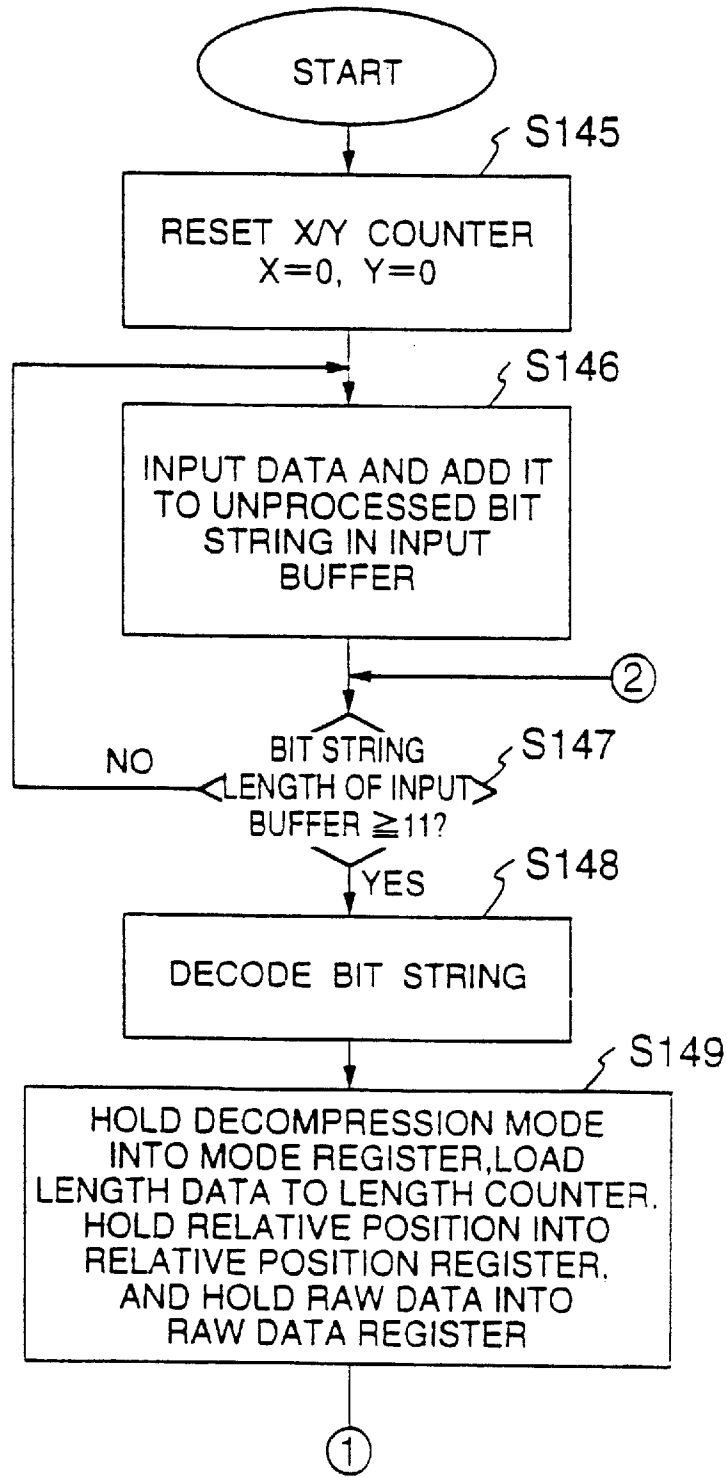 START
S145
RESET X/Y COUNTER
X=0, Y=0
S146
INPUT DATA AND ADD IT
TO UNPROCESSED BIT
STRING IN INPUT
BUFFER
②
BIT STRING
LENGTH OF INPUT
BUFFER ≧11?
S147
NO
YES
S148
DECODE BIT STRING
S149
HOLD DECOMPRESSION MODE
INTO MODE REGISTER,LOAD
LENGTH DATA TO LENGTH COUNTER.
HOLD RELATIVE POSITION INTO
RELATIVE POSITION REGISTER.
AND HOLD RAW DATA INTO
RAW DATA REGISTER
①